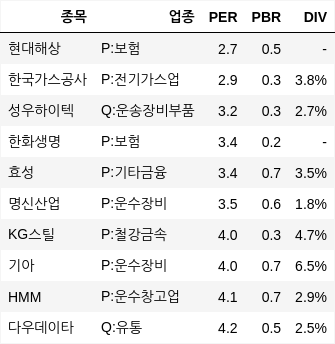 종목 업종 PER PBR DIV
현대해상 P:보험 2.7 0.5 -
한국가스공사 P:전기가스업 2.9 0.3 3.8%
성우하이텍 Q:운송장비부품 3.2 0.3 2.7%
한화생명 P:보험 3.4 0.2 -
효성 P:기타금융 3.4 0.7 3.5%
명신산업 P:운수장비 3.5 0.6 1.8%
KG스틸 P:철강금속 4.0 0.3 4.7%
기아 P:운수장비 4.0 0.7 6.5%
HMM P:운수창고업 4.1 0.7 2.9%
다우데이타 Q:유통 4.2 0.5 2.5%